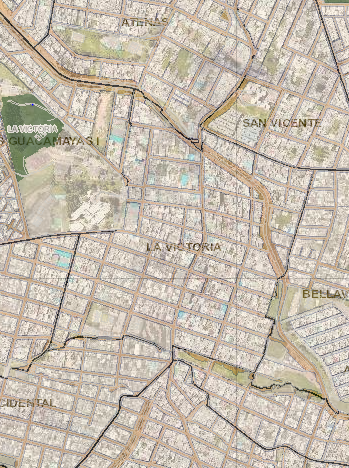 ATENAS
SAN VICENTE
LA VICTORIA
GUACAMAYAS I
LA VICTORIA
BELLAV
CIDENTAL